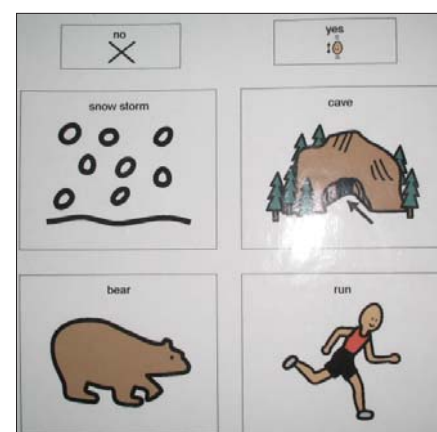 no
yes
snow storm
cave
bear
run